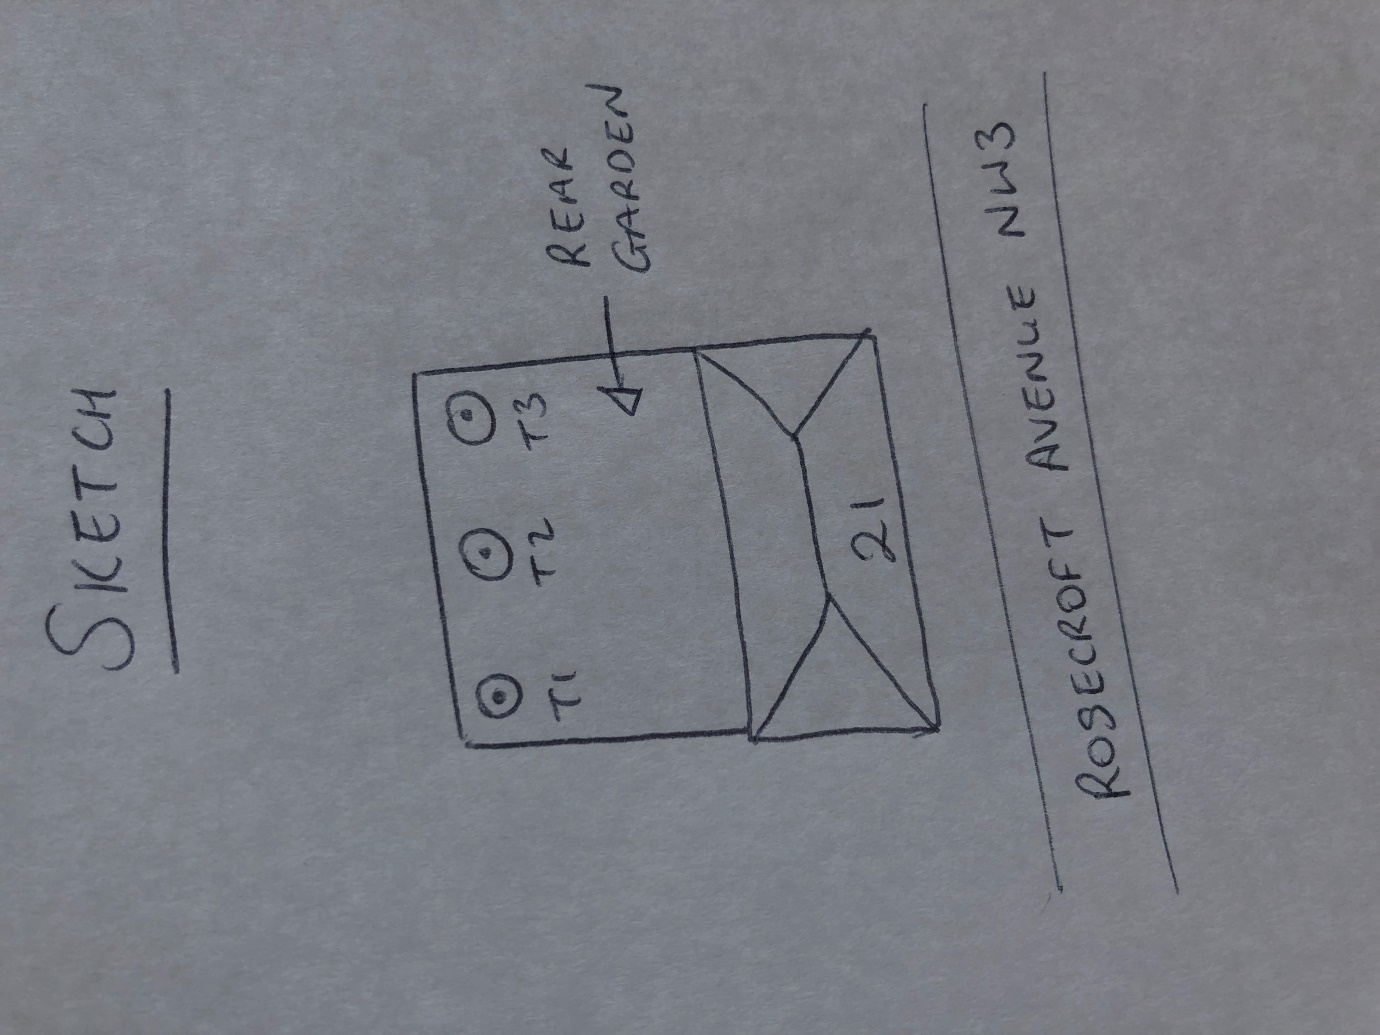 SKETCH
T1
T2
T3
REAR
GARDEN
21
ROSECROFT AVENUE NW3